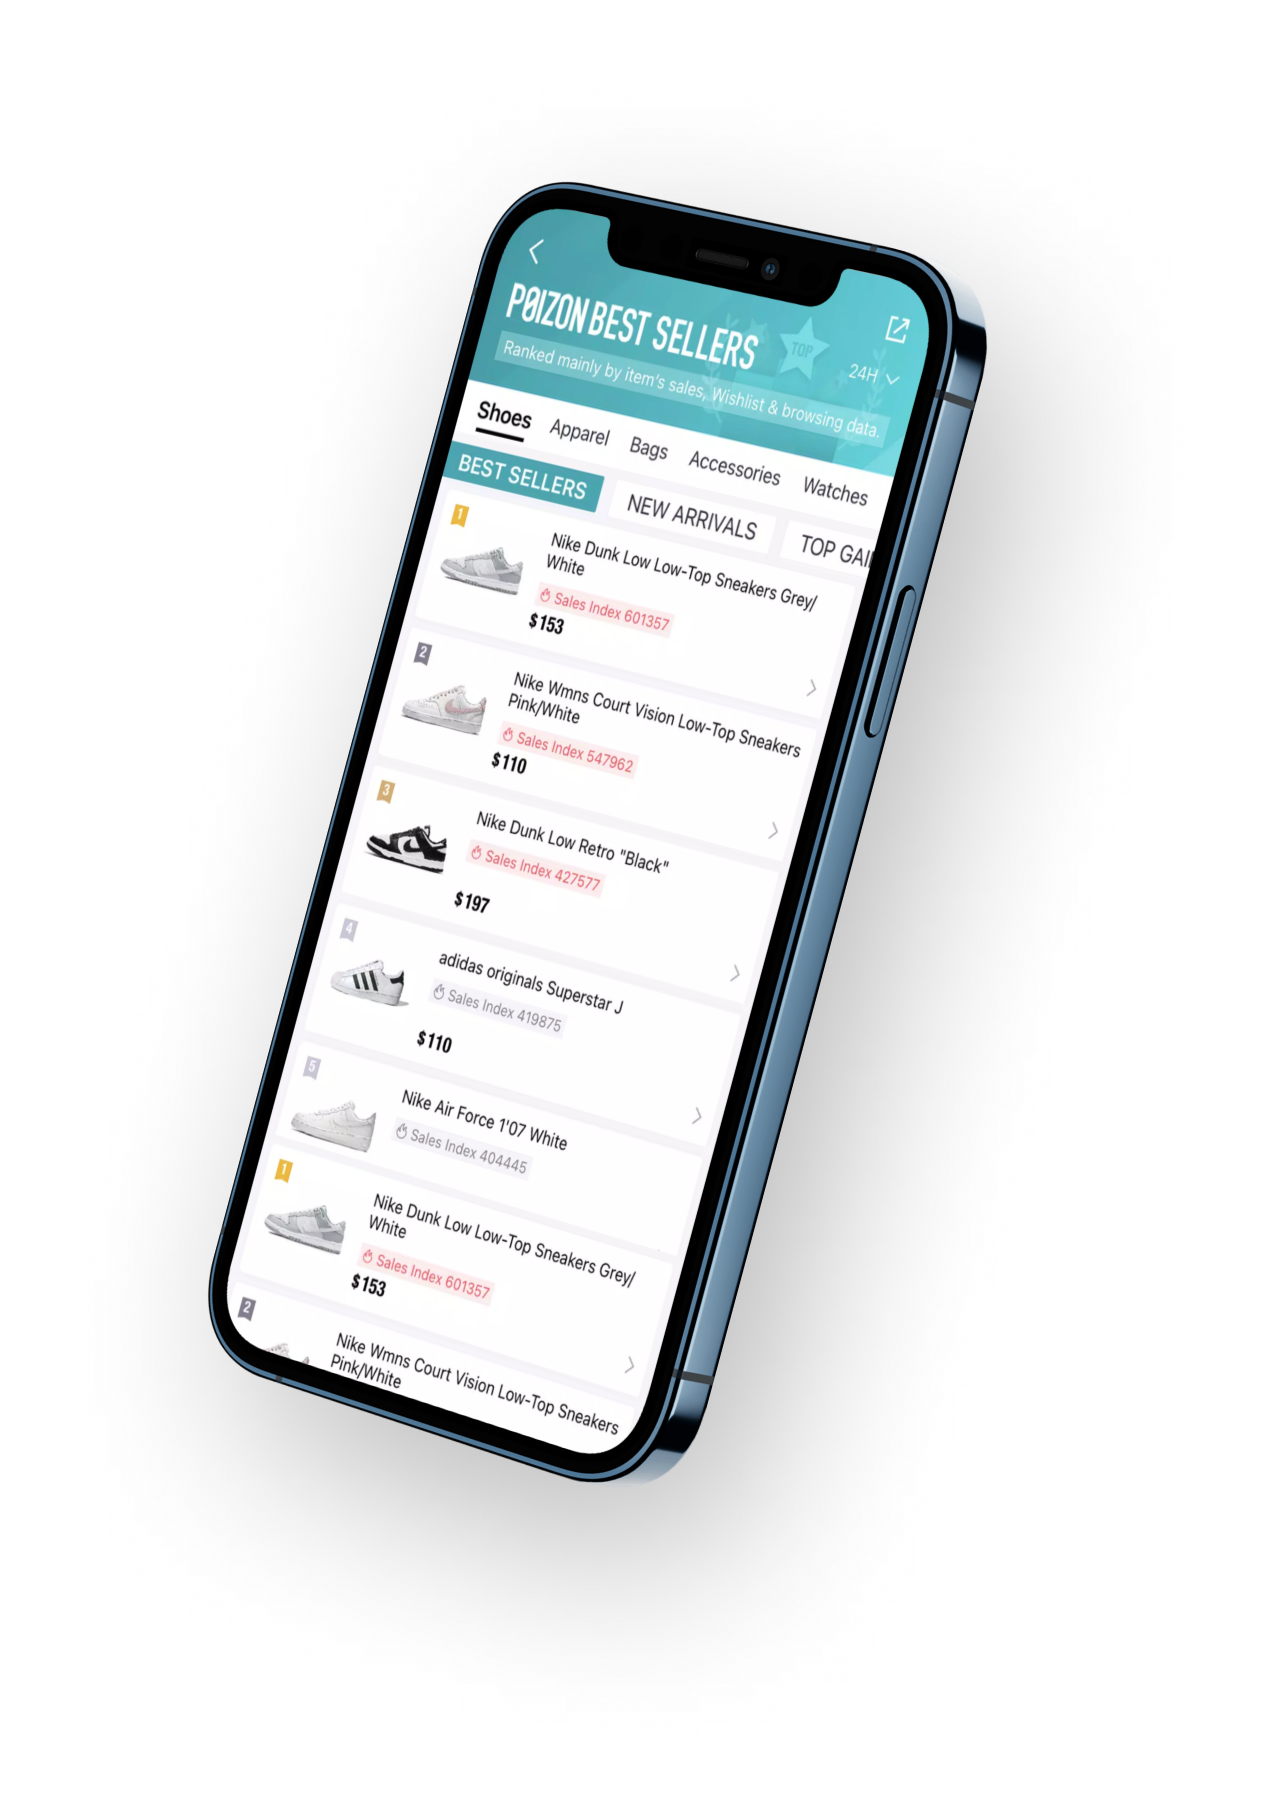 PØIZON BEST SELLERS
TOP
24H
Ranked mainly by item's sales, Wishlist & browsing data.
Shoes Apparel Bags Accessories Watches
BEST SELLERS NEW ARRIVALS TOP GAI
1
Nike Dunk Low Low-Top Sneakers Grey/
White
Sales Index 601357
$153
2
Nike Wmns Court Vision Low-Top Sneakers
Pink/White
Sales Index 547962
$110
3
Nike Dunk Low Retro "Black"
Sales Index 427577
$197
4
adidas originals Superstar J
Sales Index 419875
$110
5
Nike Air Force 1'07 White
Sales Index 404445
1
Nike Dunk Low Low-Top Sneakers Grey/
White
Sales Index 601357
$153
2
Nike Wmns Court Vision Low-Top Sneakers
Pink/White